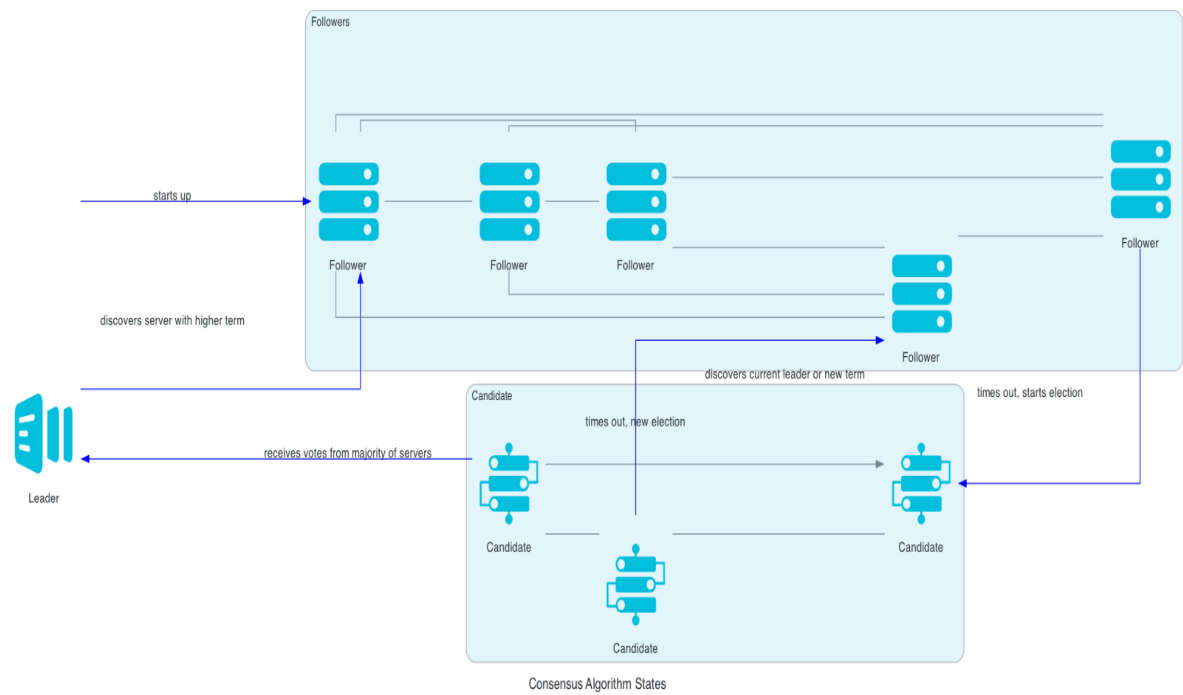 Followers
starts up
Follower
Follower
Follower
Follower
discovers server with higher term
Follower
discovers current leader or new term
Candidate
times out, starts election
times out, new election
receives votes from majority of servers
Leader
Candidate
Candidate
Candidate
Consensus Algorithm States